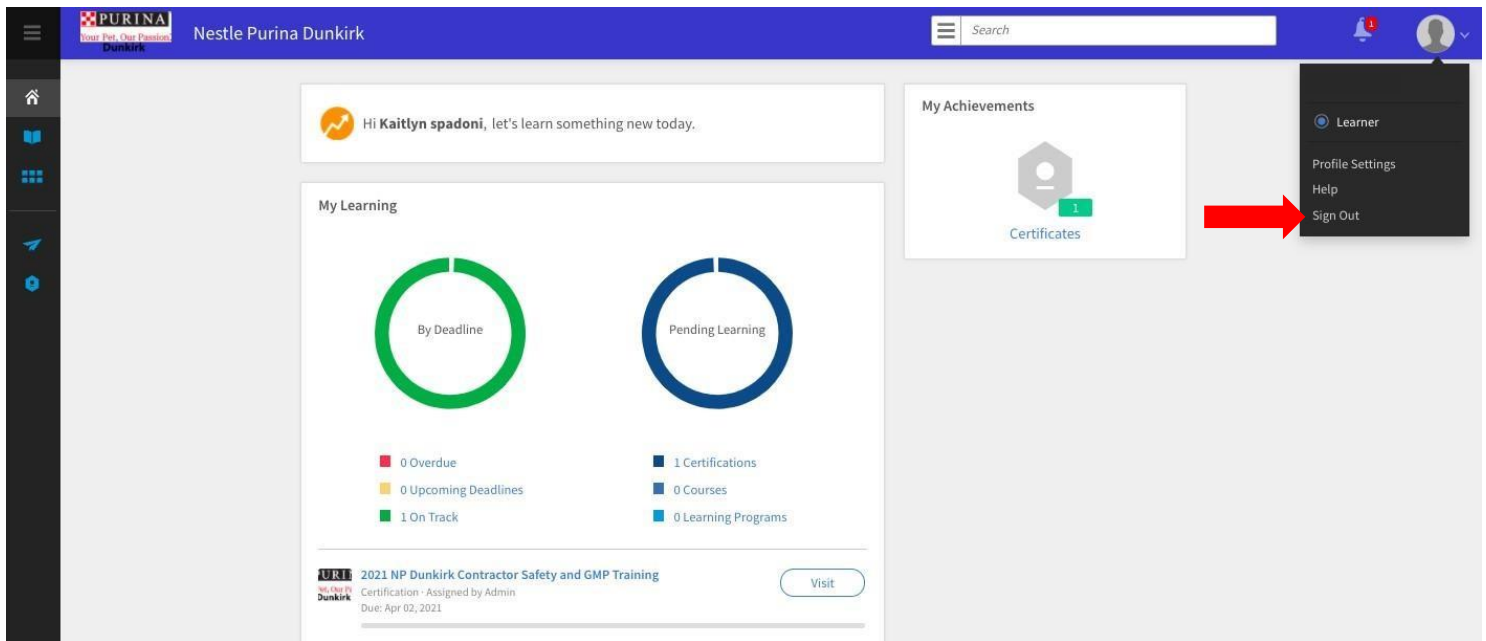 PURINA
Your Pet, Our Passion.
Dunkirk
Nestle Purina Dunkirk
Search
1
Hi Kaitlyn spadoni, let's learn something new today.
My Achievements
1
Certificates
Learner
Profile Settings
Help
Sign Out
My Learning
By Deadline
Pending Learning
0 Overdue
1 Certifications
0 Upcoming Deadlines
0 Courses
1 On Track
0 Learning Programs
2021 NP Dunkirk Contractor Safety and GMP Training
Certification · Assigned by Admin
Due: Apr 02, 2021
Visit
Dunkirk